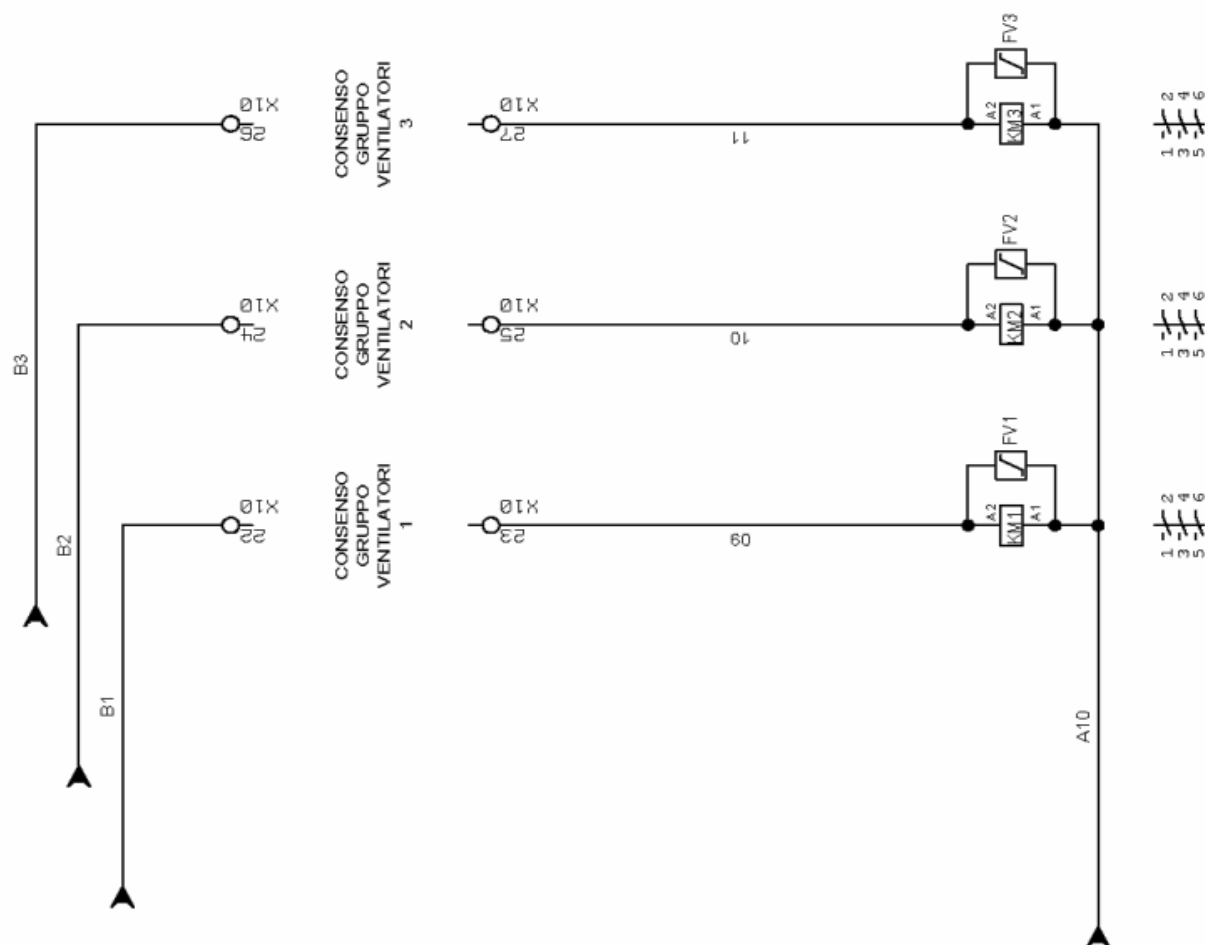 FV3
X10
26
CONSENSO
GRUPPO
VENTILATORI
3
X10
27
11
A2
KM3
A1
2
4
6
1
3
5
FV2
X10
24
CONSENSO
GRUPPO
VENTILATORI
2
X10
25
10
A2
KM2
A1
2
4
6
1
3
5
B3
FV1
X10
22
CONSENSO
GRUPPO
VENTILATORI
1
X10
23
09
A2
KM1
A1
2
4
6
1
3
5
B2
B1
A10